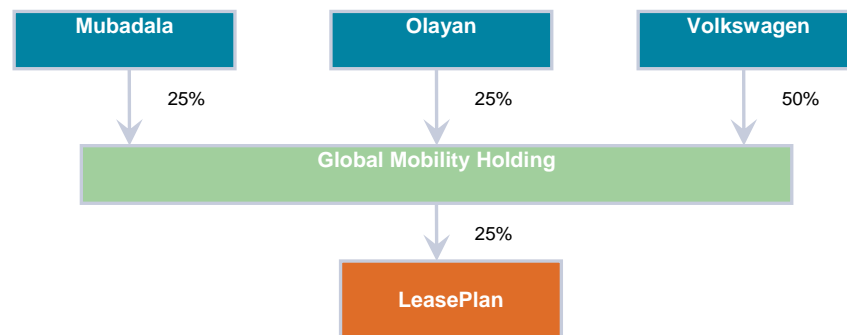 Mubadala
Olayan
Volkswagen
25%
25%
50%
Global Mobility Holding
25%
LeasePlan